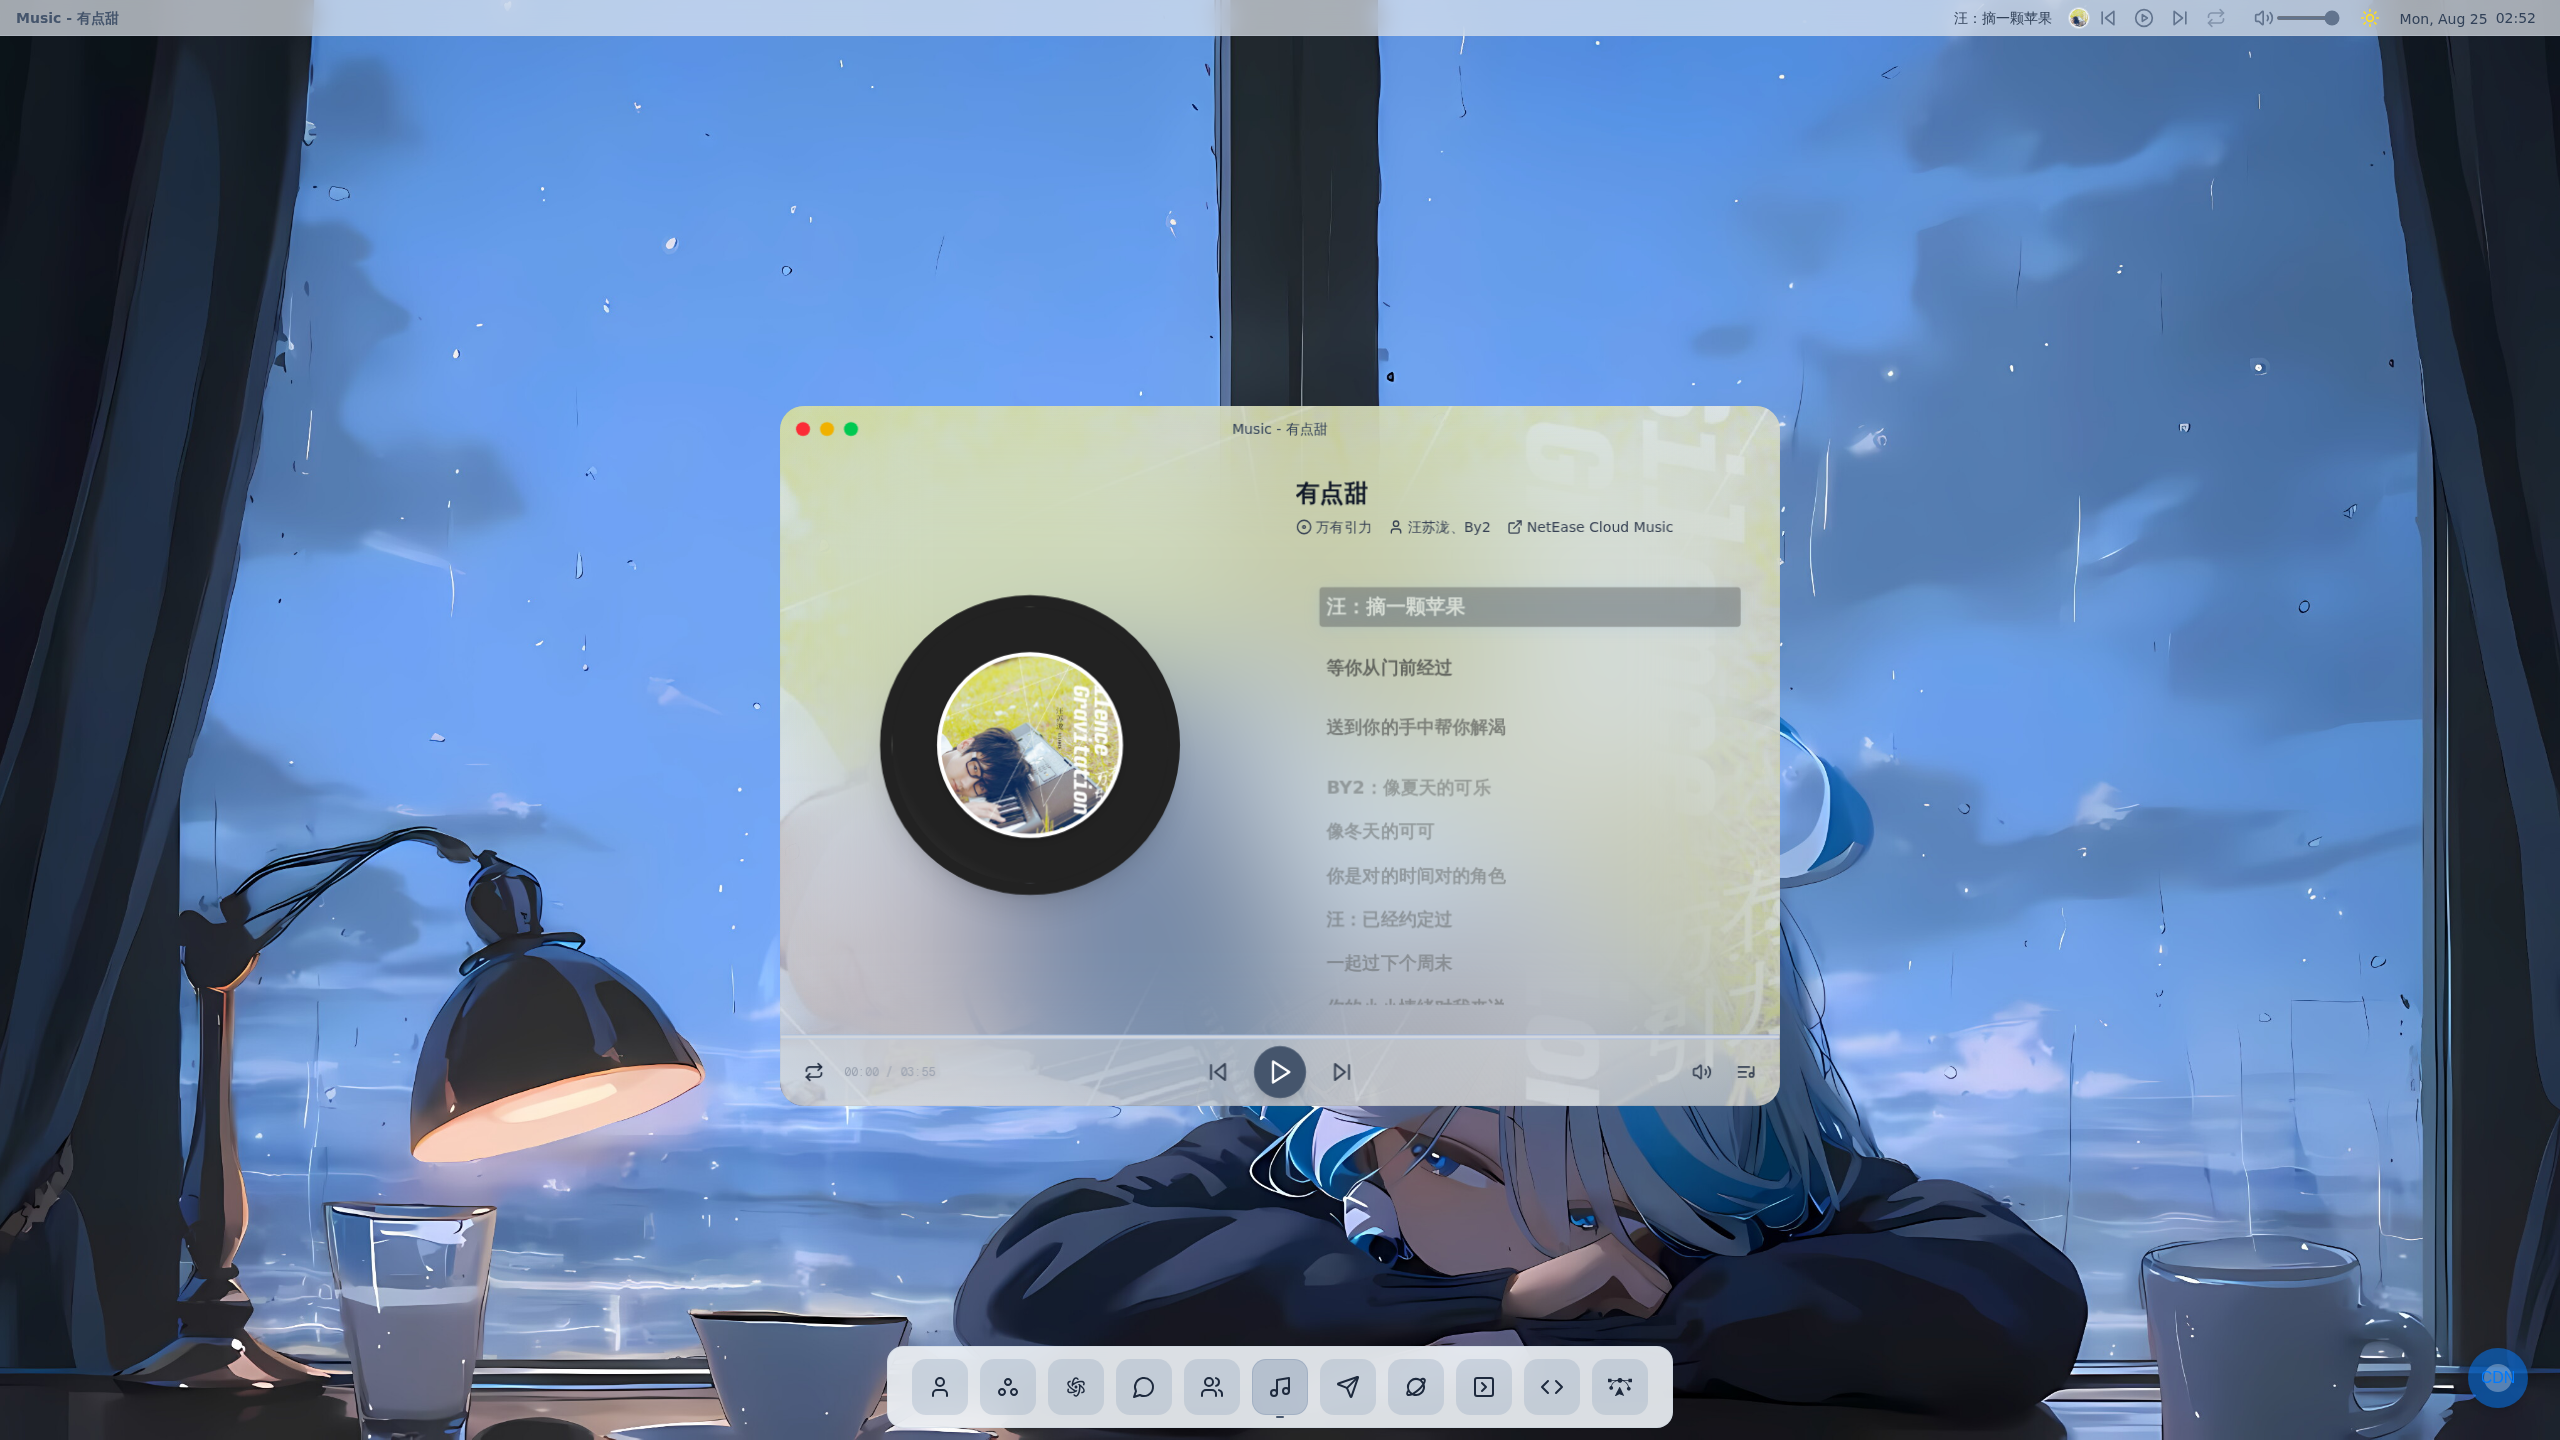 Music - 有点甜
汪：摘一颗苹果
Mon, Aug 25 02:52
Music - 有点甜
有点甜
万有引力 汪苏泷、By2 NetEase Cloud Music
汪：摘一颗苹果
等你从门前经过
送到你的手中帮你解渴
BY2：像夏天的可乐
像冬天的可可
你是对的时间对的角色
汪：已经约定过
一起过下个周末
Gravitation
00:00 / 03:55
CDN